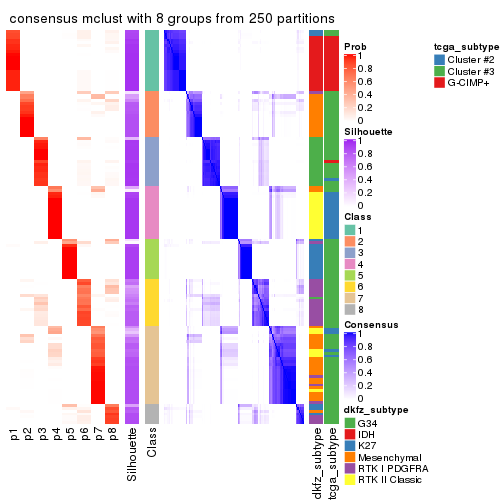 consensus mclust with 8 groups from 250 partitions
Prob
1
0.8
0.6
0.4
0.2
0
Silhouette
1
0.8
0.6
0.4
0.2
0
Class
1
2
3
4
5
6
7
8
Consensus
1
0.8
0.6
0.4
0.2
0
dkfz_subtype
G34
IDH
K27
Mesenchymal
RTK I PDGFRA
RTK II Classic
tcga_subtype
Cluster #2
Cluster #3
G-CIMP+
p1
p2
p3
p4
p5
p6
p7
p8
Silhouette
Class
dkfz_subtype
tcga_subtype